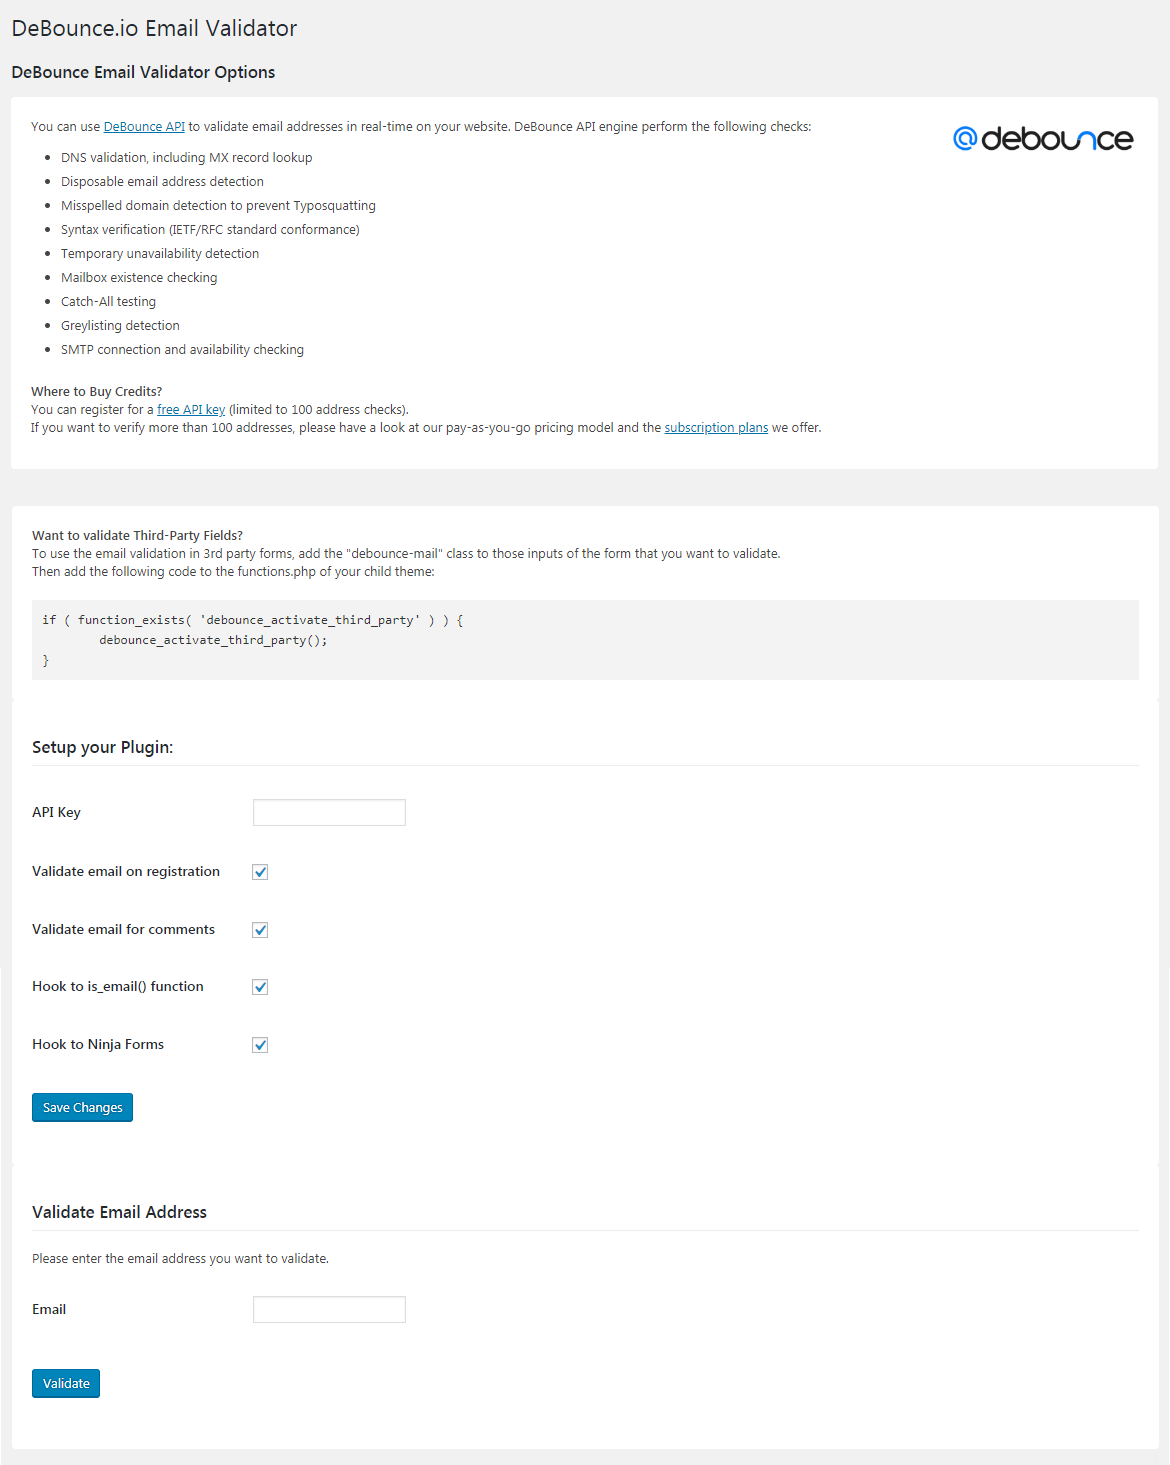 DeBounce.io Email Validator
DeBounce Email Validator Options
You can use DeBounce API to validate email addresses in real-time on your website. DeBounce API engine perform the following checks:
@debounce
DNS validation, including MX record lookup
Disposable email address detection
Misspelled domain detection to prevent Typosquatting
Syntax verification (IETF/RFC standard conformance)
Temporary unavailability detection
Mailbox existence checking
Catch-All testing
Greylisting detection
SMTP connection and availability checking
Where to Buy Credits?
You can register for a free API key (limited to 100 address checks).
If you want to verify more than 100 addresses, please have a look at our pay-as-you-go pricing model and the subscription plans we offer.
Want to validate Third-Party Fields?
To use the email validation in 3rd party forms, add the "debounce-mail" class to those inputs of the form that you want to validate.
Then add the following code to the functions.php of your child theme:
if ( function_exists( 'debounce_activate_third_party' ) ) {
debounce_activate_third_party();
}
Setup your Plugin:
API Key
Validate email on registration
Validate email for comments
Hook to is_email() function
Hook to Ninja Forms
Save Changes
Validate Email Address
Please enter the email address you want to validate.
Email
Validate